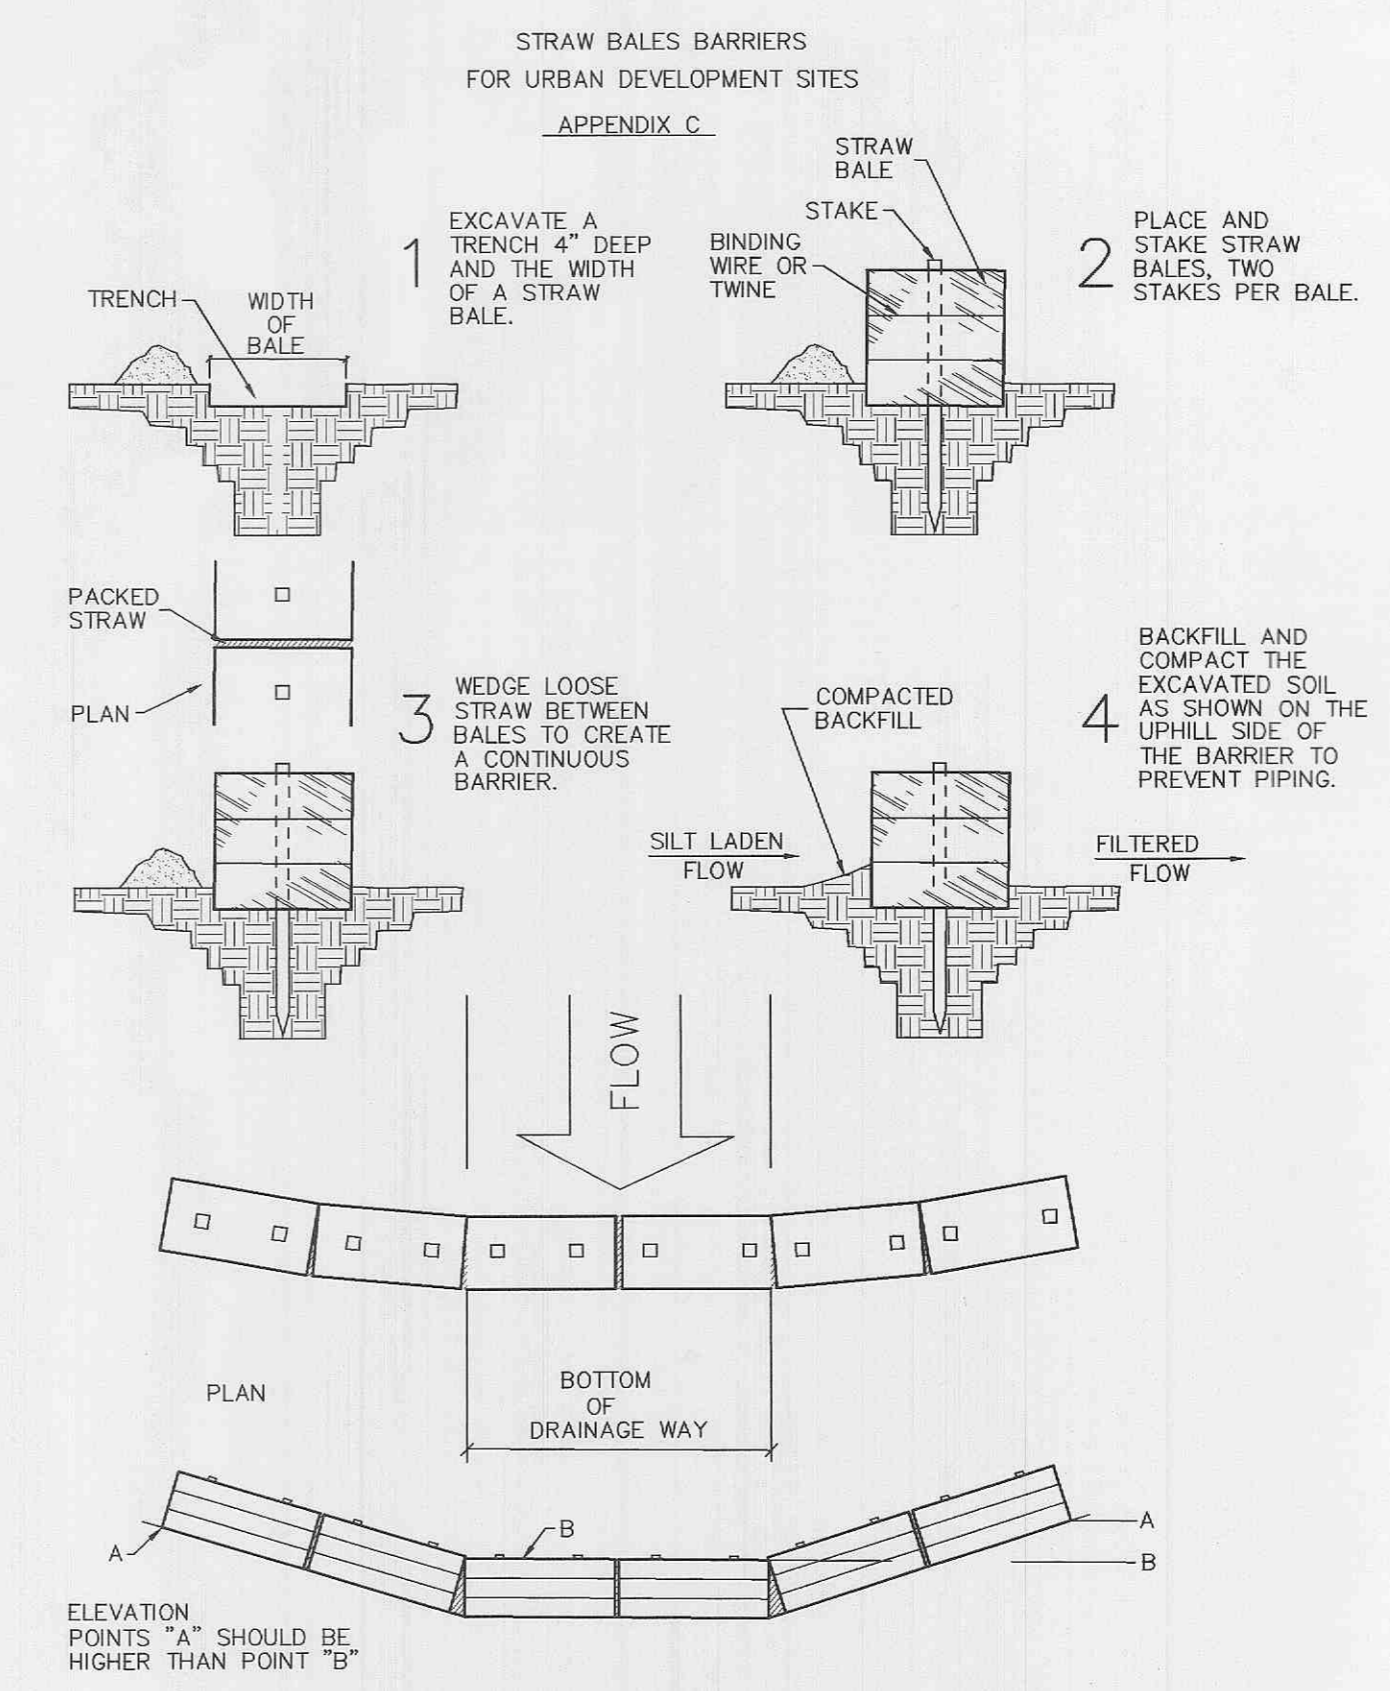 STRAW BALES BARRIERS
FOR URBAN DEVELOPMENT SITES
APPENDIX C
1
EXCAVATE A
TRENCH 4" DEEP
AND THE WIDTH
OF A STRAW
BALE.
TRENCH
WIDTH
OF
BALE
STRAW
BALE
STAKE
BINDING
WIRE OR
TWINE
2
PLACE AND
STAKE STRAW
BALES, TWO
STAKES PER BALE.
PACKED
STRAW
PLAN
3
WEDGE LOOSE
STRAW BETWEEN
BALES TO CREATE
A CONTINUOUS
BARRIER.
COMPACTED
BACKFILL
4
BACKFILL AND
COMPACT THE
EXCAVATED SOIL
AS SHOWN ON THE
UPHILL SIDE OF
THE BARRIER TO
PREVENT PIPING.
SILT LADEN
FLOW
FILTERED
FLOW
FLOW
PLAN
BOTTOM
OF
DRAINAGE WAY
A
B
A
B
ELEVATION
POINTS "A" SHOULD BE
HIGHER THAN POINT "B"